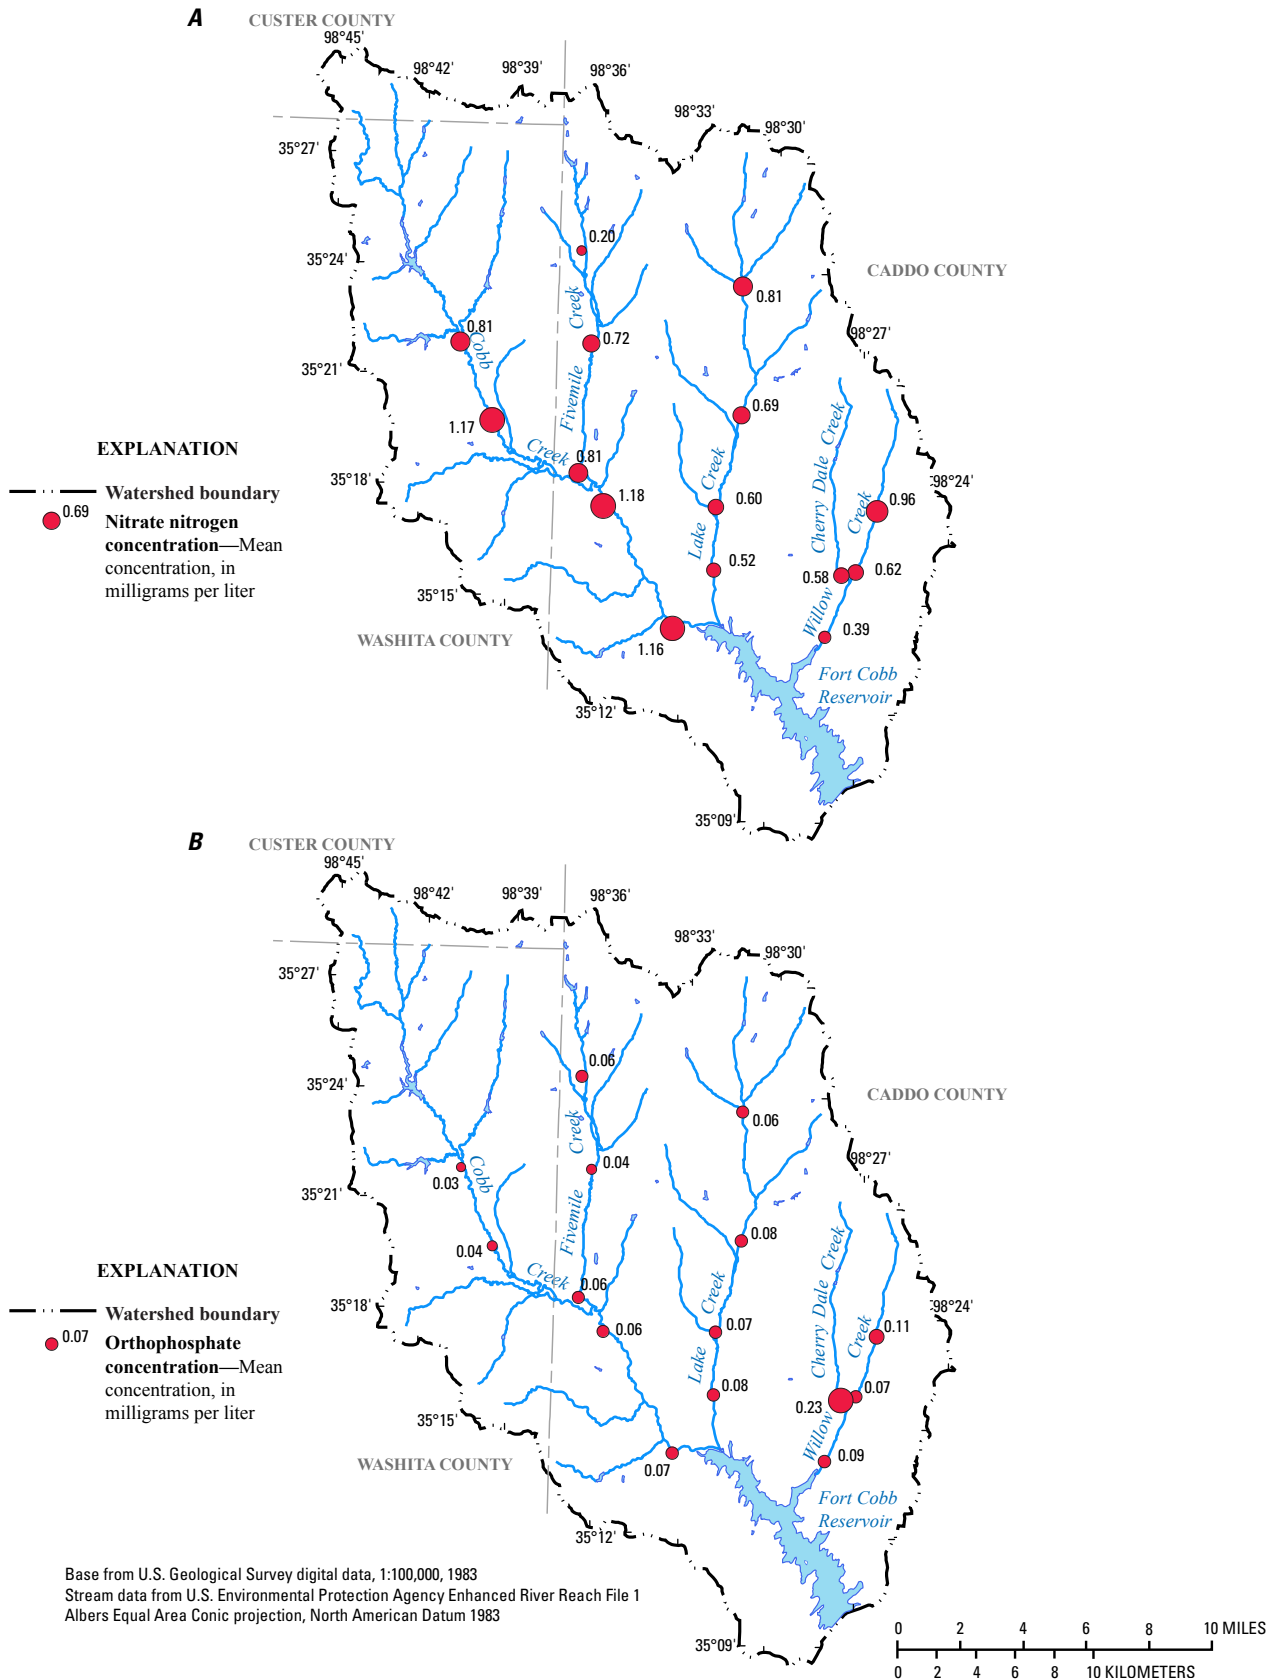 A
CUSTER COUNTY
98°45'
98°42'
98°39'
98°36'
98°33'
98°30'
35°27'
0.20
35°24'
CADDO COUNTY
0.81
Creek
0.81
Cobb
0.72
98°27'
35°21'
Fivemile
0.69
1.17
Cherry Dale Creek
EXPLANATION
Creek
0.81
Creek
35°18'
98°24'
Watershed boundary
1.18
0.60
Creek
0.96
0.69
Nitrate nitrogen
concentration—Mean
concentration, in
milligrams per liter
Lake
0.52
0.58
0.62
35°15'
Willow
WASHITA COUNTY
0.39
1.16
Fort Cobb
Reservoir
35°12'
35°09'
B
CUSTER COUNTY
98°45'
98°42'
98°39'
98°36'
98°33'
98°30'
35°27'
0.06
35°24'
CADDO COUNTY
0.06
Creek
Cobb
0.04
98°27'
0.03
35°21'
Fivemile
0.08
0.04
Cherry Dale Creek
EXPLANATION
Creek
0.06
Creek
35°18'
98°24'
Watershed boundary
0.06
0.07
Creek
0.11
0.07
Orthophosphate
concentration—Mean
concentration, in
milligrams per liter
Lake
0.08
0.23
0.07
35°15'
Willow
WASHITA COUNTY
0.07
0.09
Fort Cobb
Reservoir
35°12'
Base from U.S. Geological Survey digital data, 1:100,000, 1983
Stream data from U.S. Environmental Protection Agency Enhanced River Reach File 1
Albers Equal Area Conic projection, North American Datum 1983
35°09'
0 2 4 6 8 10 MILES
0 2 4 6 8 10 KILOMETERS